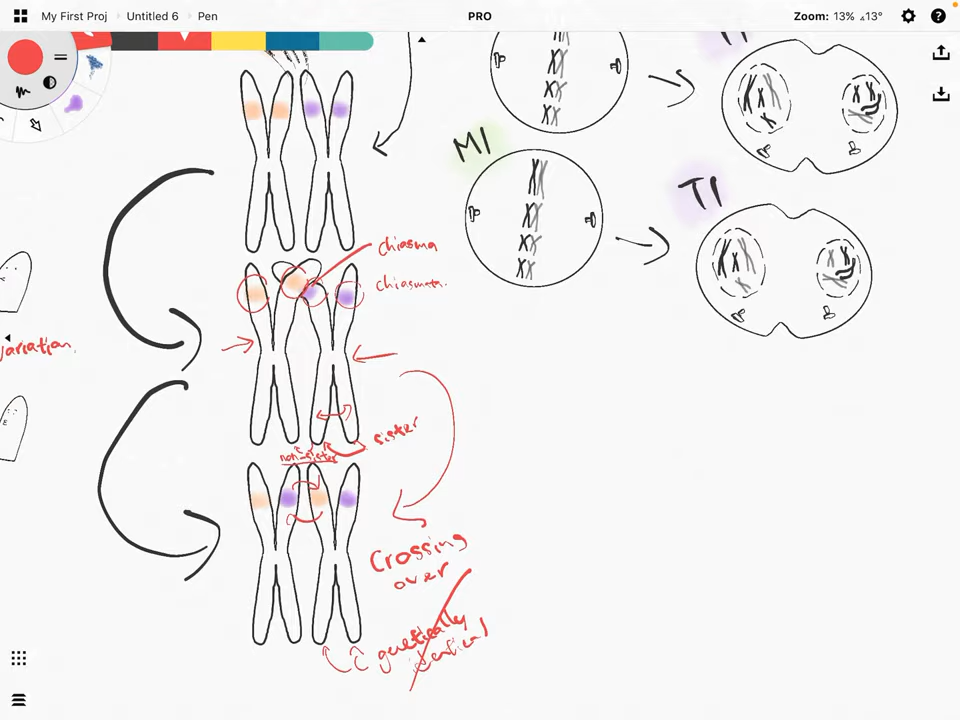 My First Proj
Untitled 6
Pen
PRO
Zoom: 13% ⦣13°
MI
TI
chiasma
chiasmata.
variation.
E
sister
non-sister
Crossing
over
genetically
identical